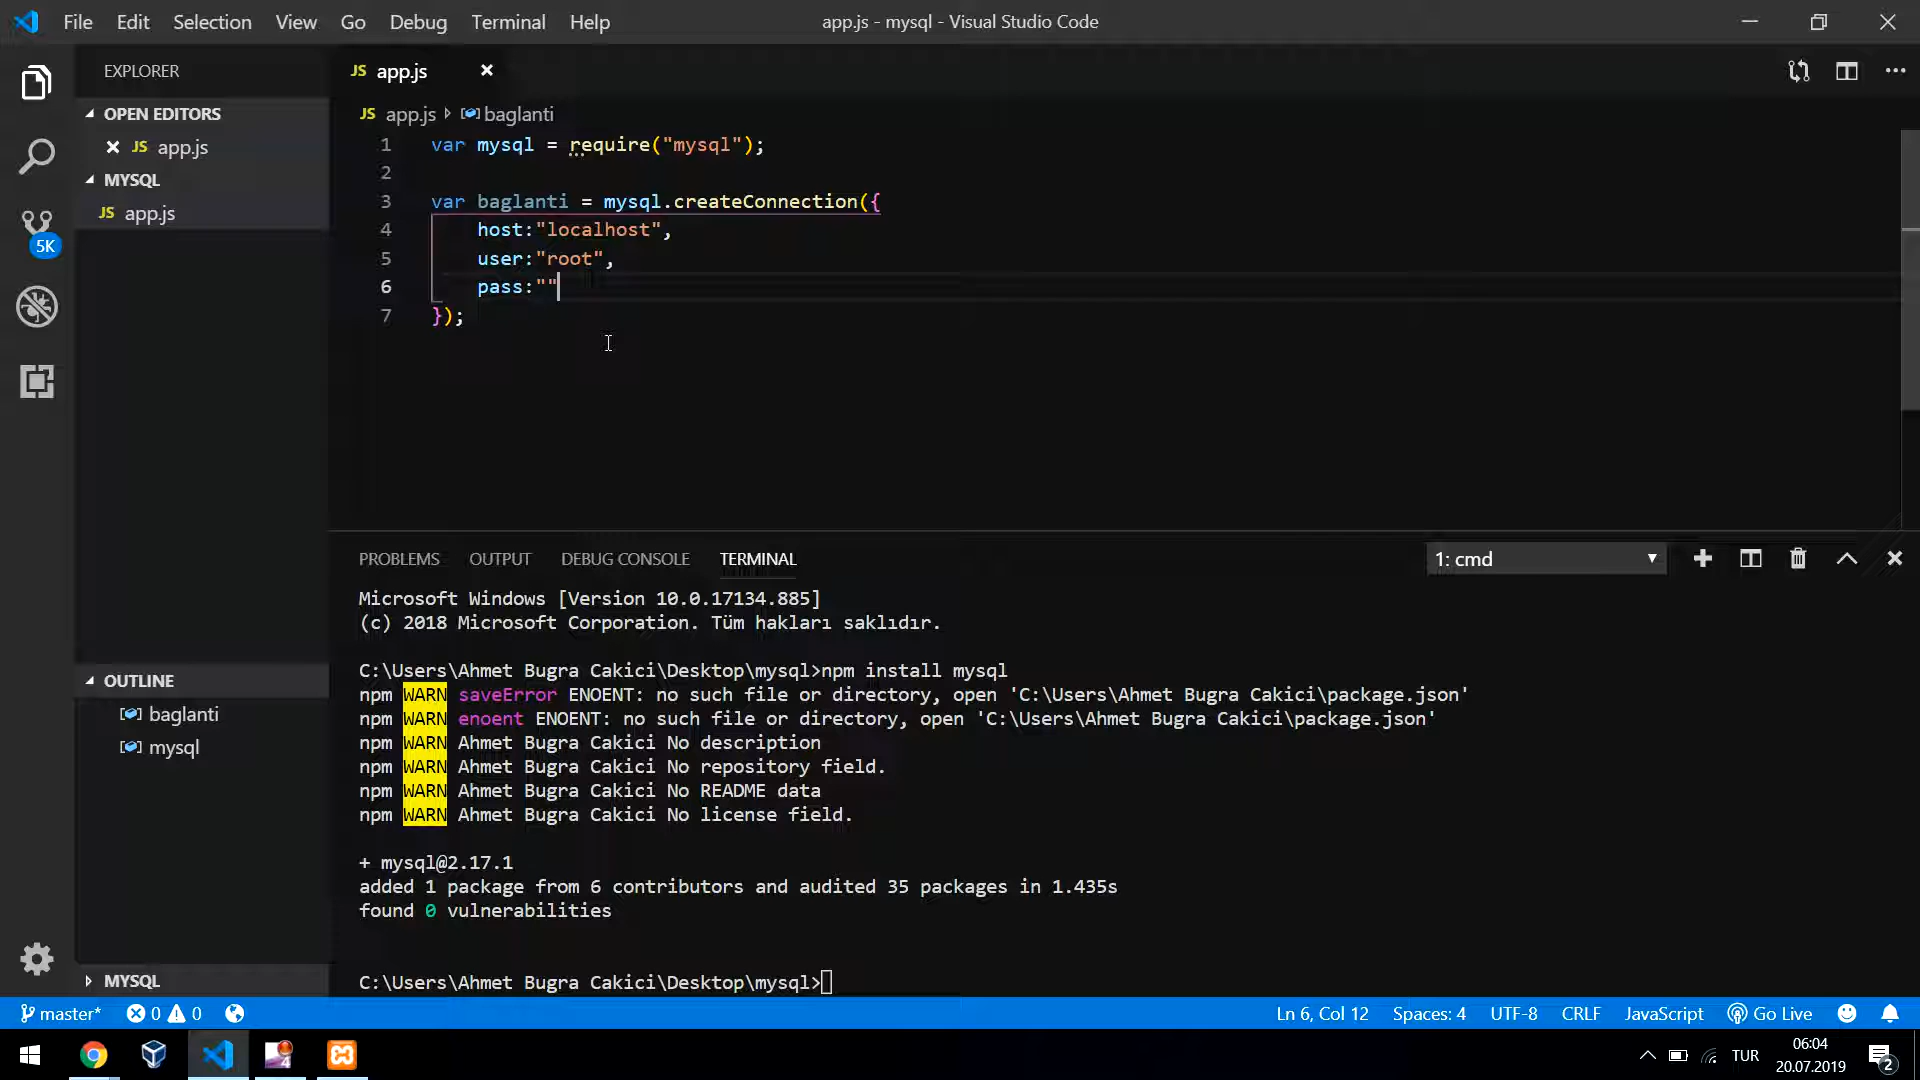 File Edit Selection View Go Debug Terminal Help
app.js - mysql - Visual Studio Code
EXPLORER
OPEN EDITORS
JS app.js
MYSQL
JS app.js
5K
OUTLINE
baglanti
mysql
MYSQL
JS app.js
JS app.js baglanti
1 var mysql = require("mysql");
2
3 var baglanti = mysql.createConnection({
4 host:"localhost",
5 user:"root",
6 pass:""
7 });
PROBLEMS OUTPUT DEBUG CONSOLE TERMINAL
1: cmd
Microsoft Windows [Version 10.0.17134.885]
(c) 2018 Microsoft Corporation. Tüm hakları saklıdır.
C:\Users\Ahmet Bugra Cakici\Desktop\mysql>npm install mysql
npm WARN saveError ENOENT: no such file or directory, open 'C:\Users\Ahmet Bugra Cakici\package.json'
npm WARN enoent ENOENT: no such file or directory, open 'C:\Users\Ahmet Bugra Cakici\package.json'
npm WARN Ahmet Bugra Cakici No description
npm WARN Ahmet Bugra Cakici No repository field.
npm WARN Ahmet Bugra Cakici No README data
npm WARN Ahmet Bugra Cakici No license field.
+ mysql@2.17.1
added 1 package from 6 contributors and audited 35 packages in 1.435s
found 0 vulnerabilities
C:\Users\Ahmet Bugra Cakici\Desktop\mysql>
master* 0 0
Ln 6, Col 12 Spaces: 4 UTF-8 CRLF JavaScript Go Live
4
TUR
06:04
20.07.2019
2